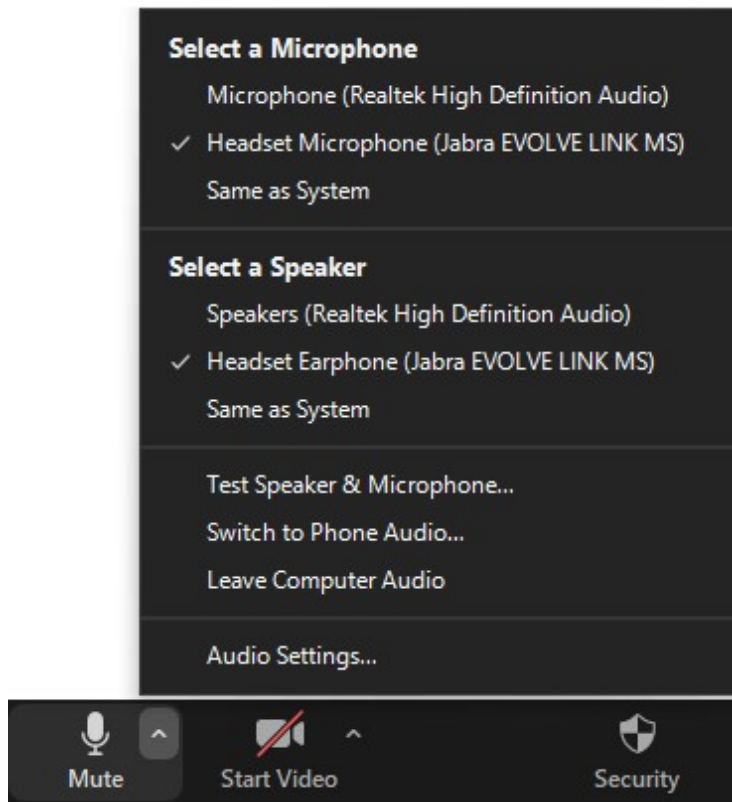 Select a Microphone
Microphone (Realtek High Definition Audio)
Headset Microphone (Jabra EVOLVE LINK MS)
Same as System
Select a Speaker
Speakers (Realtek High Definition Audio)
Headset Earphone (Jabra EVOLVE LINK MS)
Same as System
Test Speaker & Microphone...
Switch to Phone Audio...
Leave Computer Audio
Audio Settings...
Mute Start Video Security